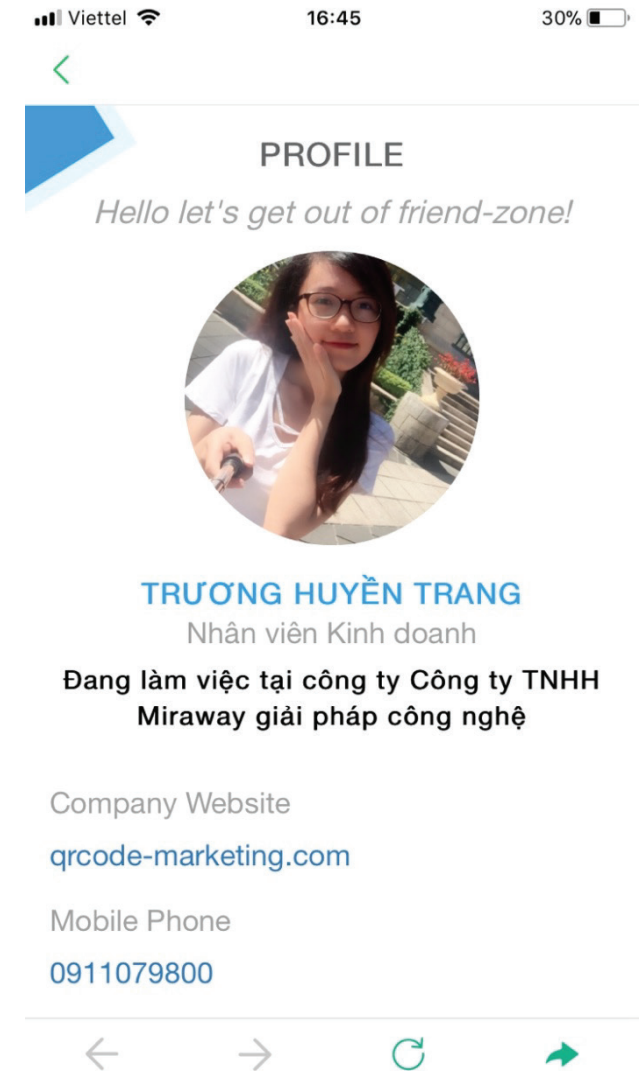 Viettel 16:45 30%
PROFILE
Hello let's get out of friend-zone!
TRƯƠNG HUYỀN TRANG
Nhân viên Kinh doanh
Đang làm việc tại công ty Công ty TNHH
Miraway giải pháp công nghệ
Company Website
qrcode-marketing.com
Mobile Phone
0911079800